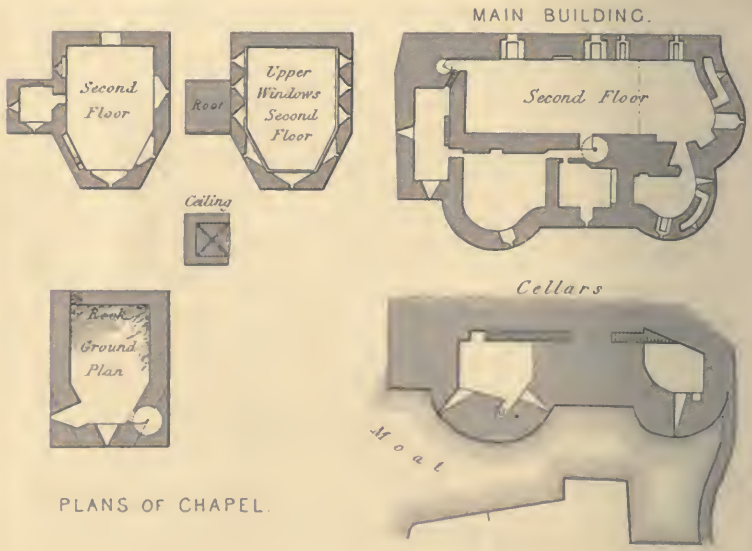 MAIN BUILDING.
Second
Floor
Roof
Upper
Windows
Second
Floor
Second Floor
Ceiling
Cellars
Rock
Ground
Plan
Moat
PLANS OF CHAPEL.